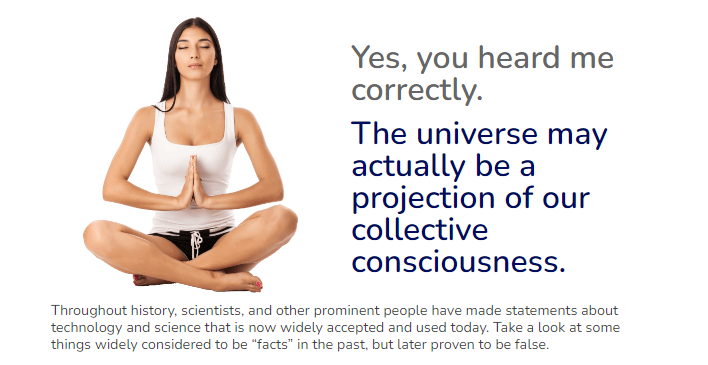 Yes, you heard me
correctly.
The universe may
actually be a
projection of our
collective
consciousness.
Throughout history, scientists, and other prominent people have made statements about
technology and science that is now widely accepted and used today. Take a look at some
things widely considered to be “facts” in the past, but later proven to be false.